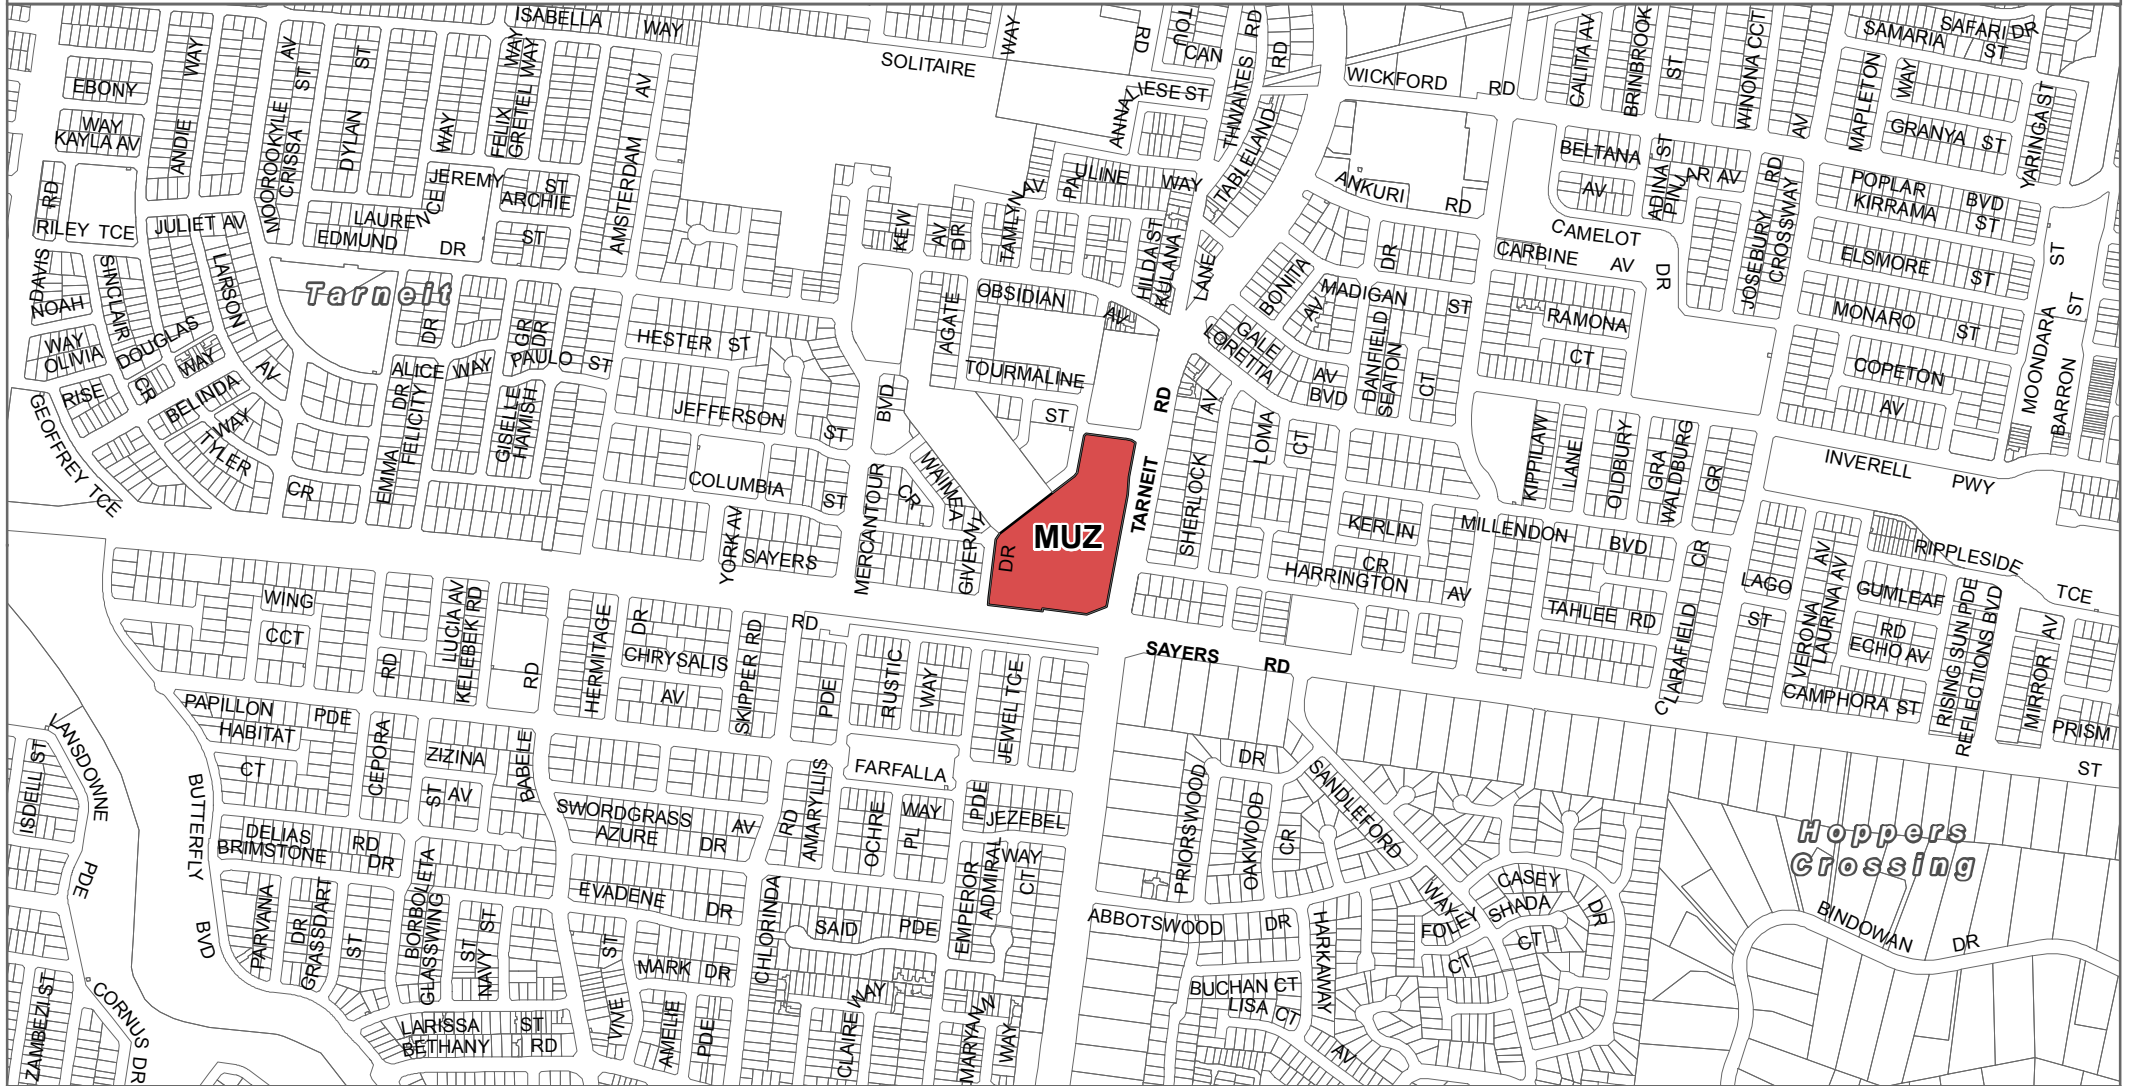 ISABELLA WAY
SOLITAIRE WAY
RD
TOUCAN
THWAITES RD
RD
WICKFORD RD
CALITA AV
BRINBROOK ST
WINONA CCT
AV
SAMARIA ST
SAFARI DR
MAPLETON WAY
GRANYA ST
YARINGA ST
EBONY WAY
KAYLA AV
ANDIE WAY
NOOROOKYLE AV
CRISSA ST
DYLAN ST
WAY
FELIX WAY
GRETEL WAY
AMSTERDAM AV
ANNALIESE ST
TABLELAND
ANKURI RD
BELTANA AV
ADINA ST
PINJAR AV
JOSEBURY RD
CROSSWAY
POPLAR BVD
KIRRAMA ST
ELSMORE ST
MONARO ST
COPETON AV
MOONDARA ST
BARRON ST
RD
RILEY TCE
JULIET AV
JEREMY ST
LAURENCE
ARCHIE ST
EDMUND DR
KEW AV
DRI
TAMLYN AV
PAULINE WAY
HILDA ST
KULANA
LANE
CAMELOT DR
CARBINE AV
Tarneit
DAVIS
NOAH WAY
SINCLAIR
LARSON AV
DOUGLAS WAY
OLIVIA RISE
CR
BELINDA WAY
TYLER CR
GEOFFREY TCE
DR
GR
DR
ALICE WAY
PAULO ST
HESTER ST
JEFFERSON ST
COLUMBIA ST
EMMA DR
FELICITY
GISELLE
HAMISH
AGATE
OBSIDIAN AV
TOURMALINE ST
BVD
BONITA AV
MADIGAN ST
DR
GALE AV
LORETTA BVD
DANFIELD
SEATON CT
RAMONA CT
TARNEIT RD
SHERLOCK AV
LOMA CT
KIPPILAW LANE
OLDBURY GRA
WALDBURG GR
INVERELL PWY
MERCANTOUR
WAIMEA CR
GIVERNY DR
MUZ
YORK AV
SAYERS RD
KERLIN CR
HARRINGTON AV
MILLENDON BVD
TAHLEE RD
CLARAFIELD CR
LAGO ST
VERONA AV
LAURINA AV
GUMLEAF RD
ECHO AV
CAMPHORA ST
RIPPLESIDE TCE
RISING SUN PDE
REFLECTIONS BVD
MIRROR AV
PRISM ST
WING CCT
RD
LUCIA AV
KELEBEK RD
RD
HERMITAGE DR
CHRYSALIS AV
SKIPPER RD
PDE
RUSTIC WAY
JEWEL TCE
SAYERS RD
PAPILLON PDE
HABITAT CT
CEPORA
ZIZINA AV
ST
BABELE
SWORDGRASS AV
AZURE DR
AMARYLLIS
RD
FARFALLA WAY
OCHRE PL
PDE
JEZEBEL WAY
ADMIRAL CT
EMPEROR
LANSDOWNE PDE
ISDELL ST
BUTTERFLY BVD
DELIAS RD
BRIMSTONE DR
PARVANA
GRASSDART DR
ST
BORBOLETA
GLASSWING ST
NAVY ST
EVADENE DR
CHLORINDA
SAID PDE
MARK DR
VIVE ST
AMELIE PDE
CLAIRE WAY
MARYANN WAY
LARISSA ST
BETHANY RD
CORNUS DR
ZAMBEZI ST
PRIORSWOOD DR
OAKWOOD CR
SANDLEFORD WAY
ABBOTSWOOD DR
HARKAWAY AV
BUCHAN CT
LISA CT
FOLEY CT
CASEY DR
SHADA CT
Hoppers
Crossing
BINDOWAN DR